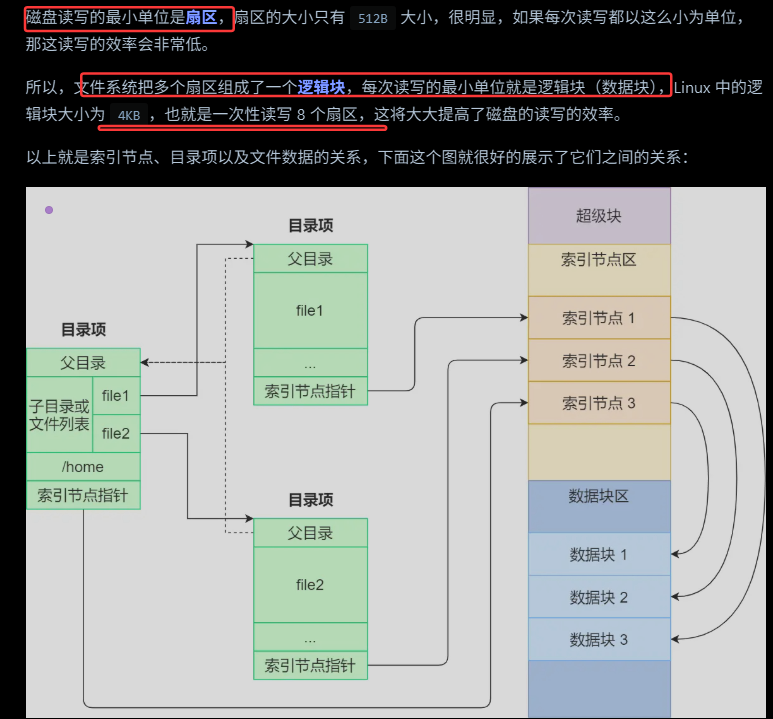 磁盘读写的最小单位是扇区，扇区的大小只有 512B 大小，很明显，如果每次读写都以这么小为单位，
那这读写的效率会非常低。
所以，文件系统把多个扇区组成了一个逻辑块，每次读写的最小单位就是逻辑块（数据块），Linux 中的逻
辑块大小为 4KB ，也就是一次性读写 8 个扇区，这将大大提高了磁盘的读写的效率。
以上就是索引节点、目录项以及文件数据的关系，下面这个图就很好的展示了它们之间的关系：
目录项
父目录
子目录或
文件列表
file1
file2
/home
索引节点指针
目录项
父目录
file1
...
索引节点指针
目录项
父目录
file2
...
索引节点指针
超级块
索引节点区
索引节点 1
索引节点 2
索引节点 3
数据块区
数据块 1
数据块 2
数据块 3